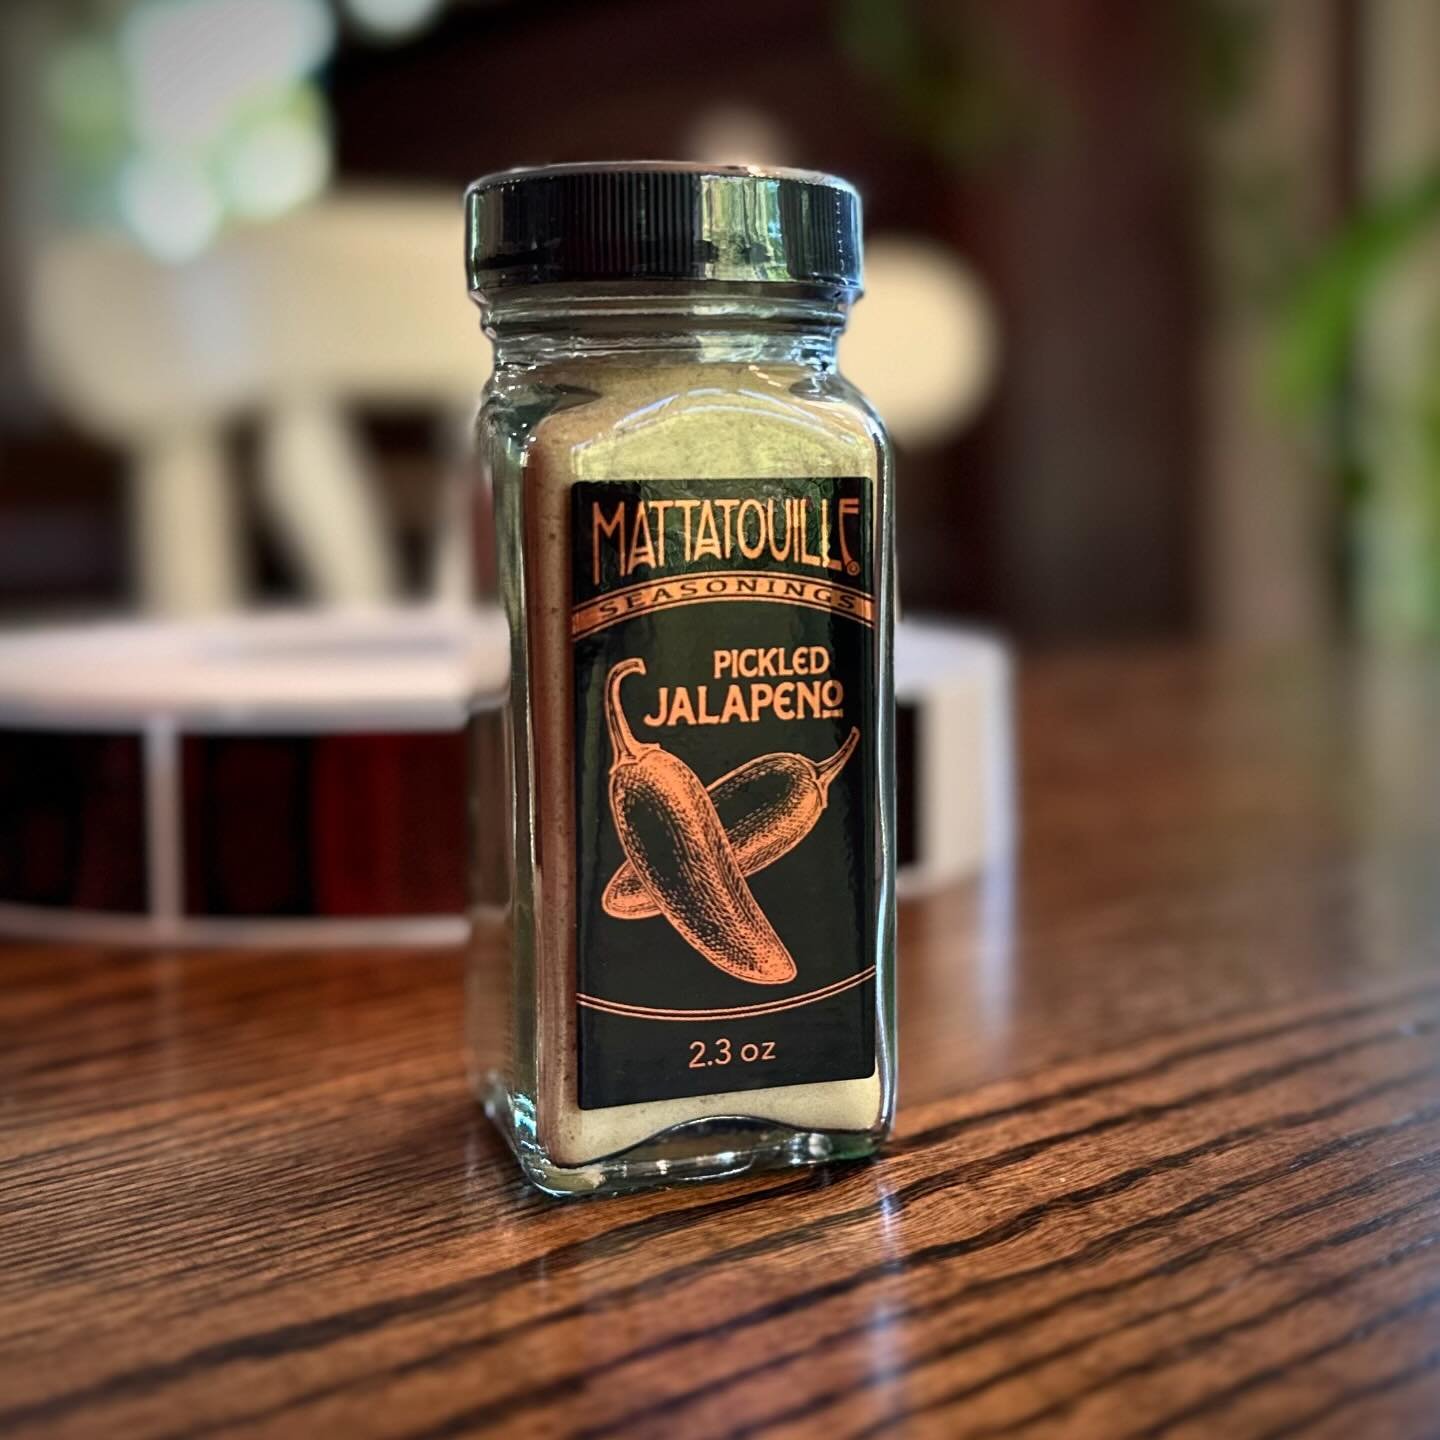 MATTATOUILLE®
SEASONINGS
PICKLED
JALAPENO
2.3 oz